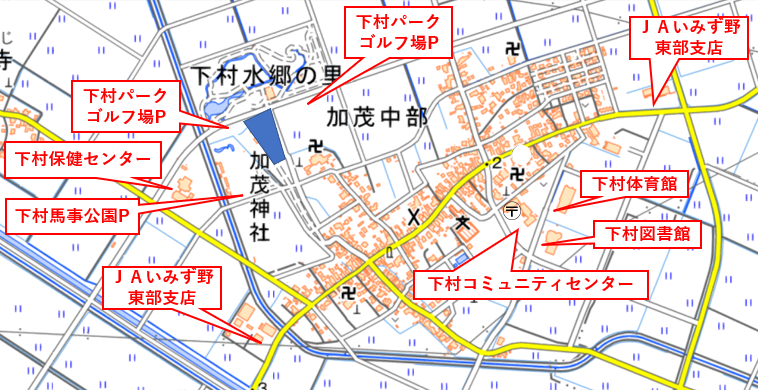 下村パーク
ゴルフ場P
ＪＡいみず野
東部支店
じ
寺
下村水郷の里
下村パーク
ゴルフ場P
加茂中部
下村保健センター
加茂神社
2
下村体育館
下村馬事公園P
〒
下村図書館
ＪＡいみず野
東部支店
下村コミュニティセンター
3